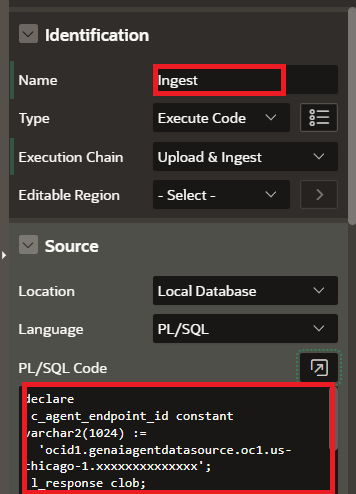 Identification
Name Ingest
Type Execute Code
Execution Chain Upload & Ingest
Editable Region - Select -
Source
Location Local Database
Language PL/SQL
PL/SQL Code
declare
c_agent_endpoint_id constant
varchar2(1024) :=
'ocid1.genaiagentdatasource.oc1.us-
chicago-1.xxxxxxxxxxxxxx';
l_response clob;